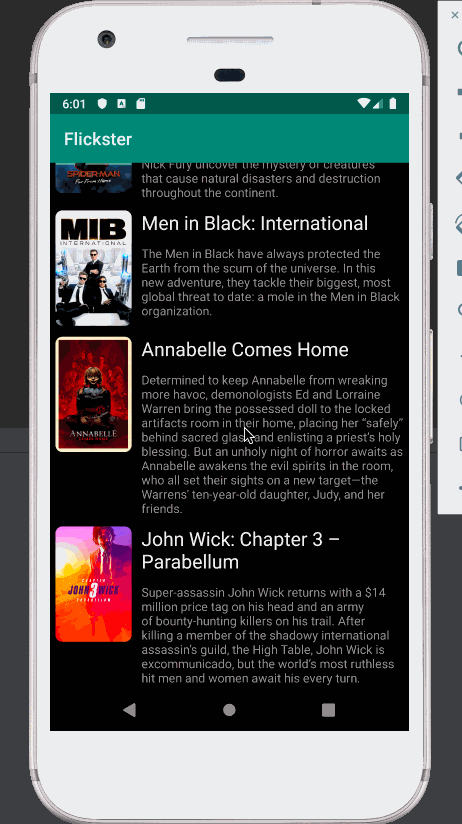 6:01
Flickster
SPIDER-MAN
Far From Home
Nick Fury uncover the mystery of creatures
that cause natural disasters and destruction
throughout the continent.
MIB
INTERNATIONAL
Men in Black: International
The Men in Black have always protected the
Earth from the scum of the universe. In this
new adventure, they tackle their biggest, most
global threat to date: a mole in the Men in Black
organization.
ANNABELLE
Annabelle Comes Home
Determined to keep Annabelle from wreaking
more havoc, demonologists Ed and Lorraine
Warren bring the possessed doll to the locked
artifacts room in their home, placing her “safely”
behind sacred glass and enlisting a priest’s holy
blessing. But an unholy night of horror awaits as
Annabelle awakens the evil spirits in the room,
who all set their sights on a new target—the
Warrens' ten-year-old daughter, Judy, and her
friends.
CHAPTER
JOHN WICK
3
PARABELLUM
John Wick: Chapter 3 –
Parabellum
Super-assassin John Wick returns with a $14
million price tag on his head and an army
of bounty-hunting killers on his trail. After
killing a member of the shadowy international
assassin’s guild, the High Table, John Wick is
excommunicado, but the world’s most ruthless
hit men and women await his every turn.